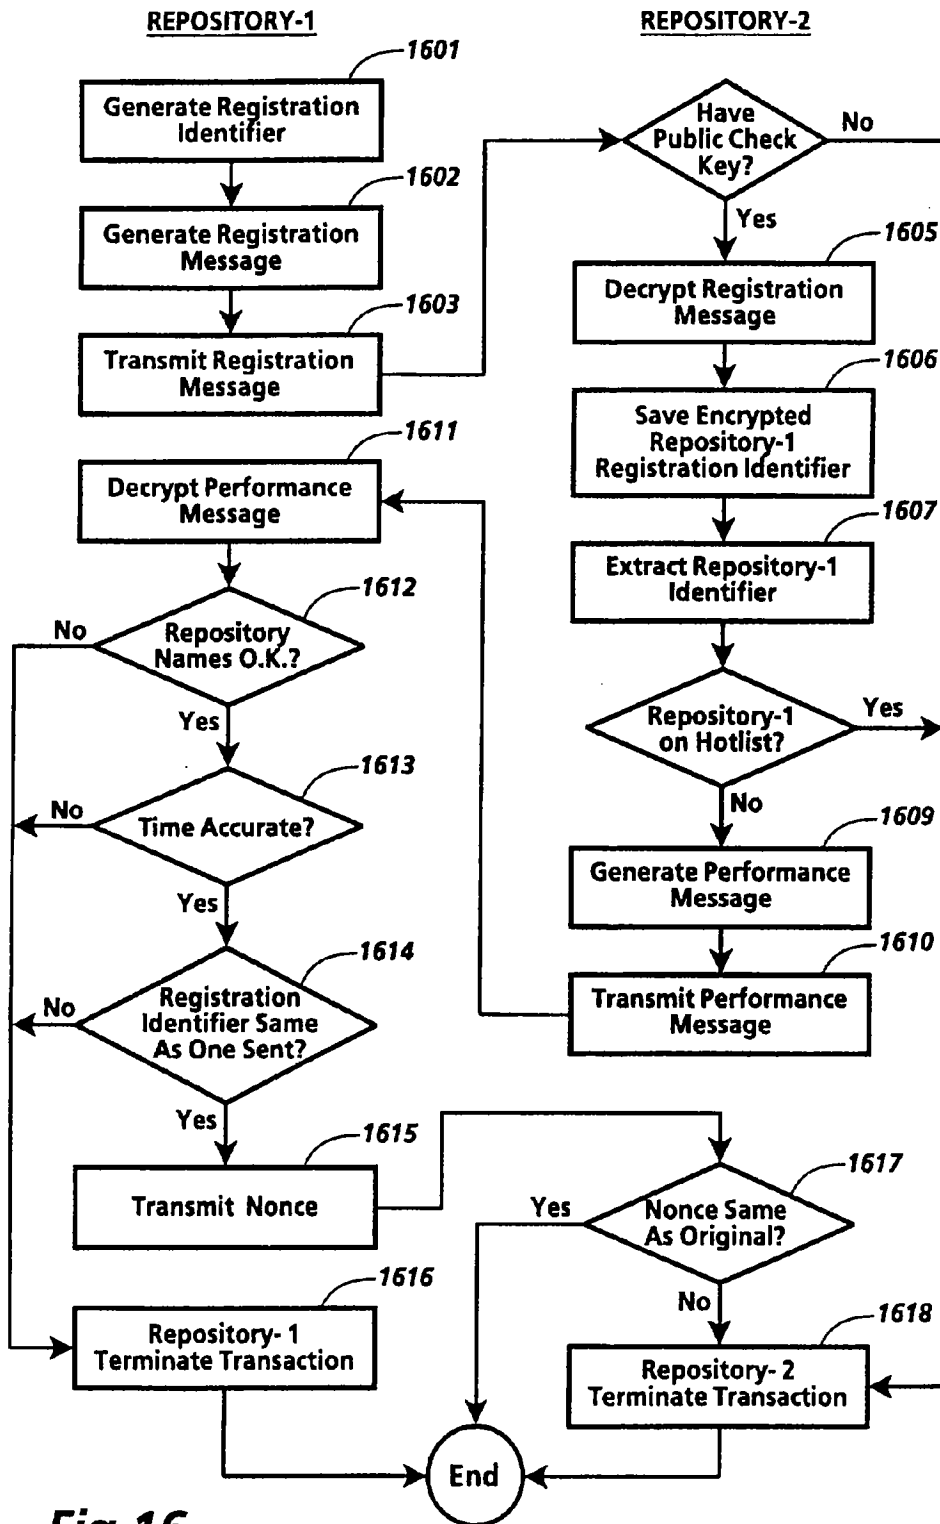 REPOSITORY-1
1601
Generate Registration
Identifier
1602
Generate Registration
Message
1603
Transmit Registration
Message
1611
Decrypt Performance
Message
1612
No
Repository
Names O.K.?
Yes
1613
No
Time Accurate?
Yes
1614
No
Registration
Identifier Same
As One Sent?
Yes
1615
Transmit Nonce
1616
Repository- 1
Terminate Transaction
REPOSITORY-2
Have
Public Check
Key?
No
Yes
1605
Decrypt Registration
Message
1606
Save Encrypted
Repository-1
Registration Identifier
1607
Extract Repository-1
Identifier
Repository-1
on Hotlist?
Yes
No
1609
Generate Performance
Message
1610
Transmit Performance
Message
1617
Yes
Nonce Same
As Original?
No
1618
Repository- 2
Terminate Transaction
End
Fig.16